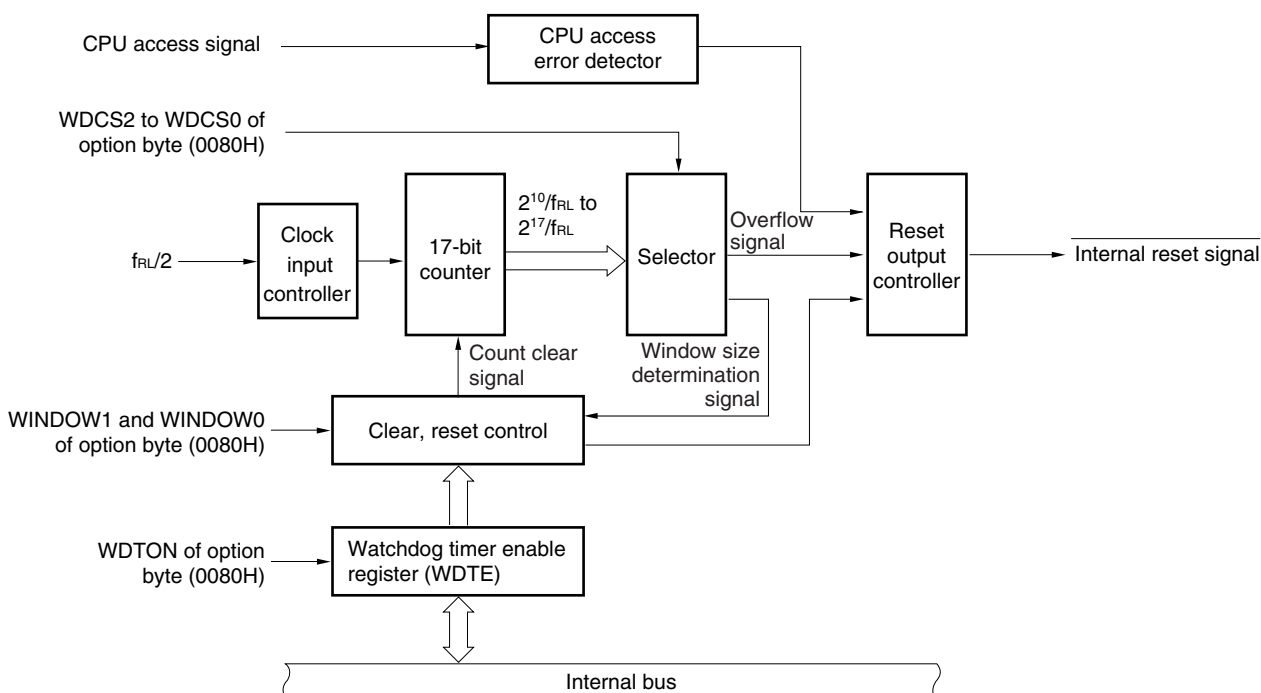 CPU access signal
CPU access
error detector
WDCS2 to WDCS0 of
option byte (0080H)
fRL/2
Clock
input
controller
17-bit
counter
2¹⁰/fRL to
2¹⁷/fRL
Selector
Overflow
signal
Reset
output
controller
Internal reset signal
Count clear
signal
Window size
determination
signal
WINDOW1 and WINDOW0
of option byte (0080H)
Clear, reset control
WDTON of option
byte (0080H)
Watchdog timer enable
register (WDTE)
Internal bus